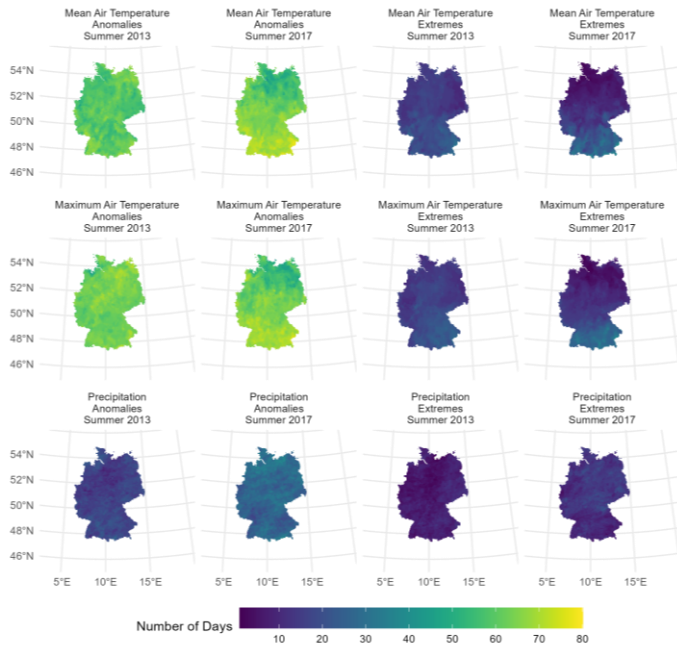 Mean Air Temperature Anomalies Summer 2013
Mean Air Temperature Anomalies Summer 2017
Mean Air Temperature Extremes Summer 2013
Mean Air Temperature Extremes Summer 2017
54°N
52°N
50°N
48°N
46°N
Maximum Air Temperature Anomalies Summer 2013
Maximum Air Temperature Anomalies Summer 2017
Maximum Air Temperature Extremes Summer 2013
Maximum Air Temperature Extremes Summer 2017
54°N
52°N
50°N
48°N
46°N
Precipitation Anomalies Summer 2013
Precipitation Anomalies Summer 2017
Precipitation Extremes Summer 2013
Precipitation Extremes Summer 2017
54°N
52°N
50°N
48°N
46°N
5°E 10°E 15°E 5°E 10°E 15°E 5°E 10°E 15°E 5°E 10°E 15°E
Number of Days
10 20 30 40 50 60 70 80